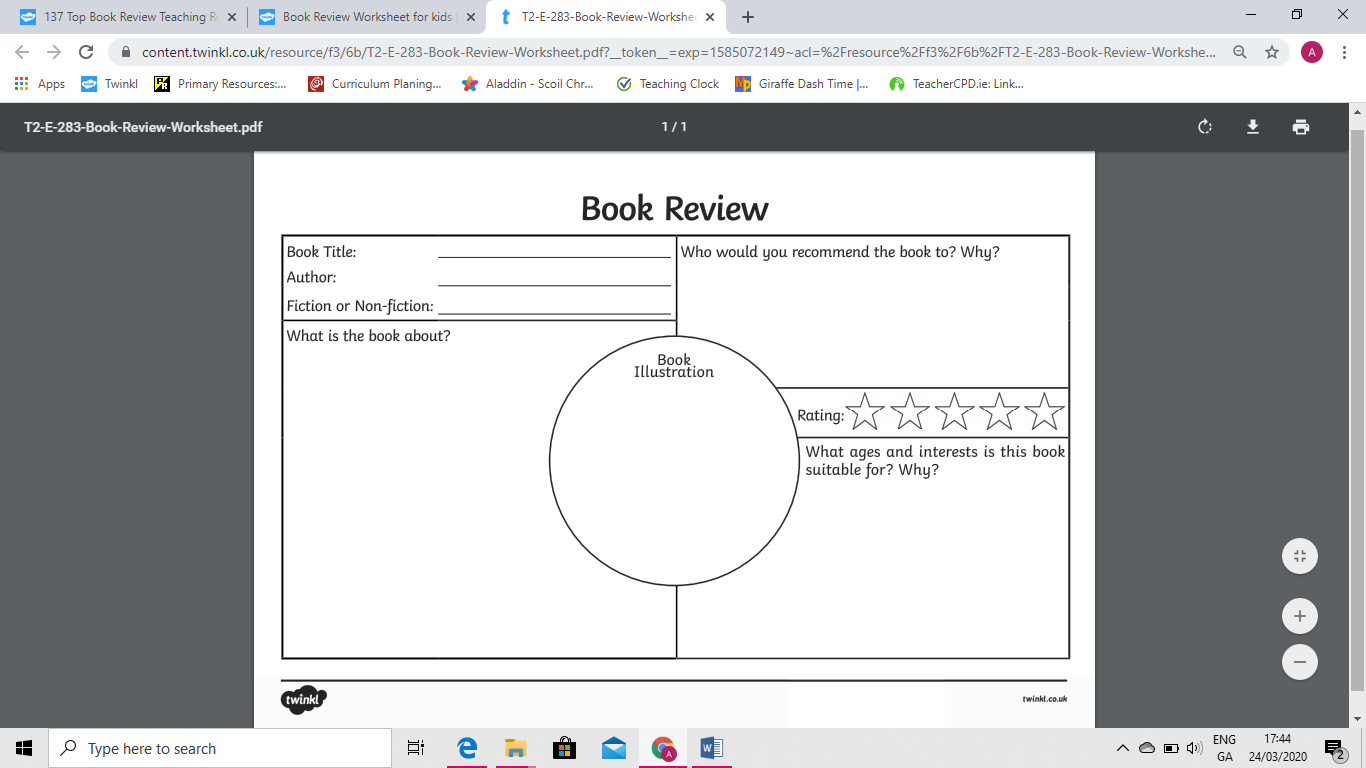 137 Top Book Review Teaching R
Book Review Worksheet for kids
T2-E-283-Book-Review-Workshe
content.twinkl.co.uk/resource/f3/6b/T2-E-283-Book-Review-Worksheet.pdf?__token__=exp=1585072149~acl=%2Fresource%2Ff3%2F6b%2FT2-E-283-Book-Review-Workshe...
A
Apps
Twinkl
Primary Resources:...
Curriculum Planing...
Aladdin - Scoil Chr...
Teaching Clock
Giraffe Dash Time |...
TeacherCPD.ie: Link...
T2-E-283-Book-Review-Worksheet.pdf
1 / 1
Book Review
Book Title:
Author:
Fiction or Non-fiction:
Who would you recommend the book to? Why?
What is the book about?
Book
Illustration
Rating:
What ages and interests is this book
suitable for? Why?
twinkl
twinkl.co.uk
Type here to search
A
ENG
GA
17:44
24/03/2020
2